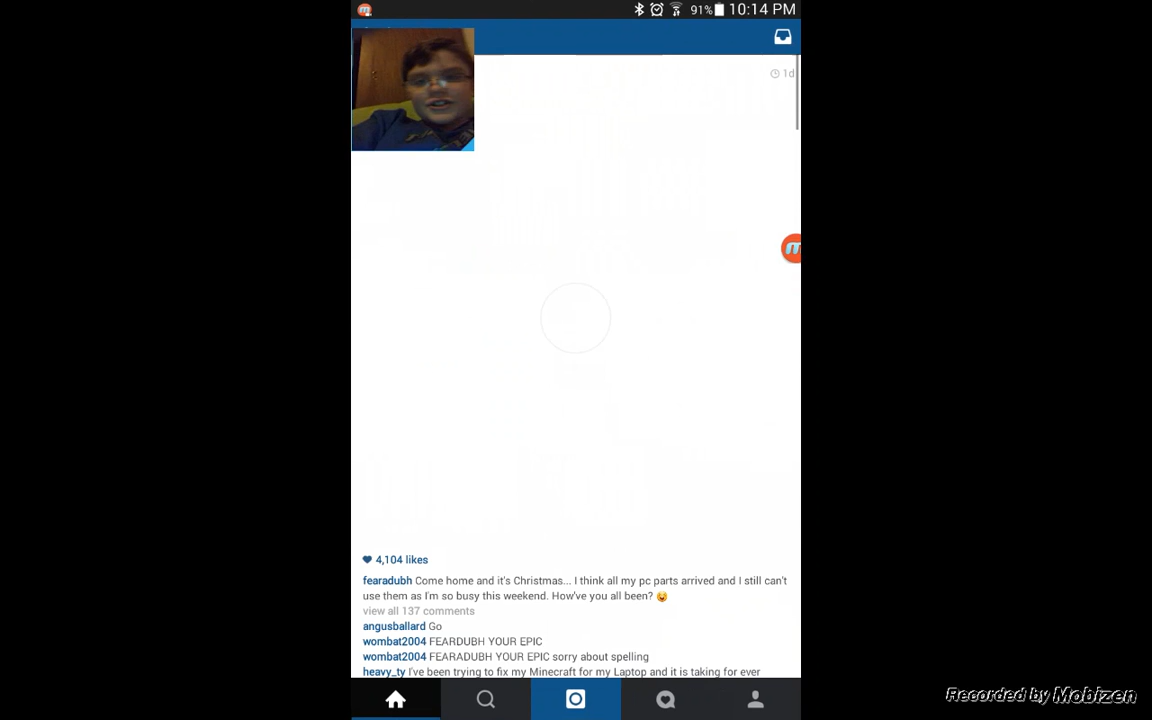 91% 10:14 PM
1d
4,104 likes
fearadubh Come home and it's Christmas... I think all my pc parts arrived and I still can't
use them as I'm so busy this weekend. How've you all been? 😜
view all 137 comments
angusballard Go
wombat2004 FEARDUBH YOUR EPIC
wombat2004 FEARADUBH YOUR EPIC sorry about spelling
heavy_ty I've been trying to fix my Minecraft for my Laptop and it is taking for ever
Recorded by Mobizen